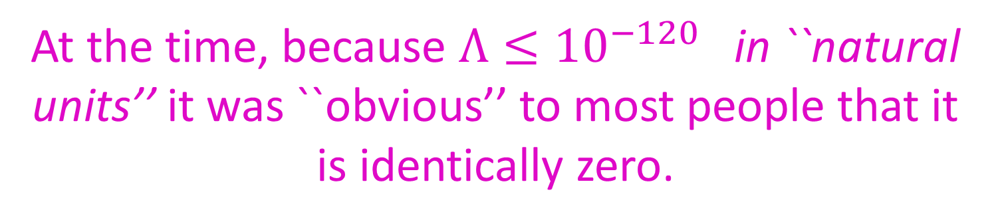 At the time, because Λ ≤ 10⁻¹²⁰ in ``natural
units’’ it was ``obvious’’ to most people that it
is identically zero.